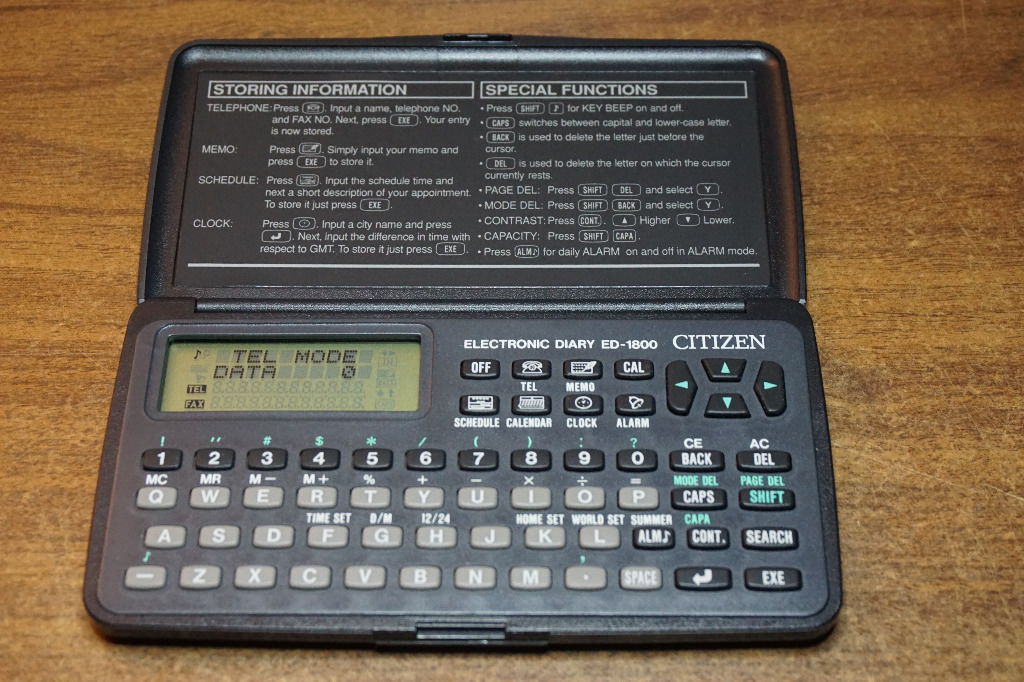 STORING INFORMATION
TELEPHONE: Press . Input a name, telephone NO.
and FAX NO. Next, press EXE . Your entry
is now stored.
MEMO: Press . Simply input your memo and
press EXE to store it.
SCHEDULE: Press . Input the schedule time and
next a short description of your appointment.
To store it just press EXE .
CLOCK: Press . Input a city name and press
↵ . Next, input the difference in time with
respect to GMT. To store it just press EXE .
SPECIAL FUNCTIONS
• Press SHIFT ♪ for KEY BEEP on and off.
• CAPS switches between capital and lower-case letter.
• BACK is used to delete the letter just before the
cursor.
• DEL is used to delete the letter on which the cursor
currently rests.
• PAGE DEL: Press SHIFT DEL and select Y .
• MODE DEL: Press SHIFT BACK and select Y .
• CONTRAST: Press CONT. . ▲ Higher ▼ Lower.
• CAPACITY: Press SHIFT CAPA .
• Press ALM♪ for daily ALARM on and off in ALARM mode.
TEL MODE
DATA 0
TEL
FAX
ELECTRONIC DIARY ED-1800 CITIZEN
OFF CAL
TEL MEMO
SCHEDULE CALENDAR CLOCK ALARM
! '' # $ * / ( ) : ? CE AC
1 2 3 4 5 6 7 8 9 0 BACK DEL
MC MR M− M+ % + − × ÷ = MODE DEL PAGE DEL
Q W E R T Y U I O P CAPS SHIFT
TIME SET D/M 12/24 HOME SET WORLD SET SUMMER CAPA
A S D F G H J K L ALM♪ CONT. SEARCH
♪ ,
− Z X C V B N M . SPACE ↵ EXE